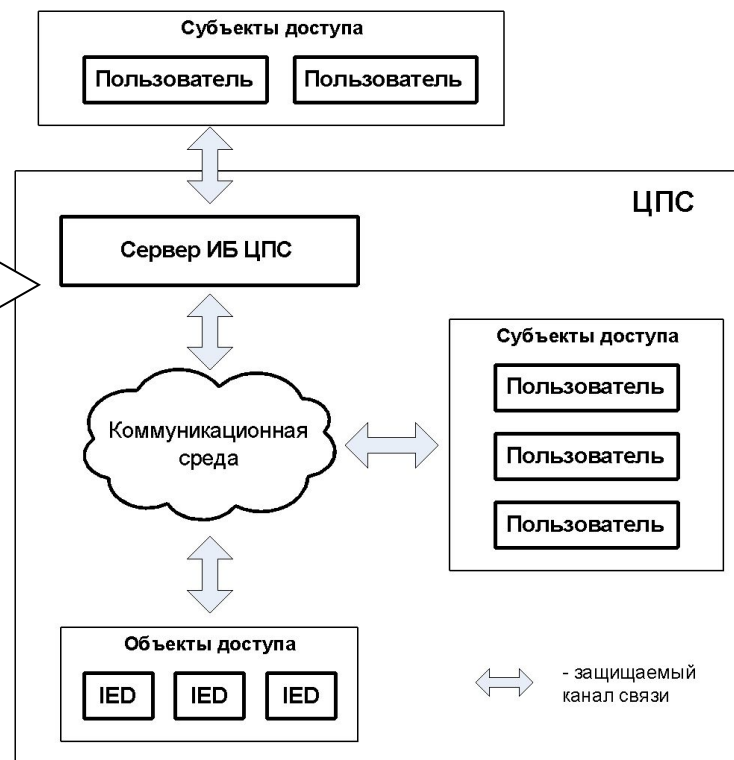 Субъекты доступа
Пользователь Пользователь
ЦПС
Сервер ИБ ЦПС
Субъекты доступа
Пользователь
Коммуникационная
среда
Пользователь
Пользователь
Объекты доступа
IED IED IED
- защищаемый
канал связи